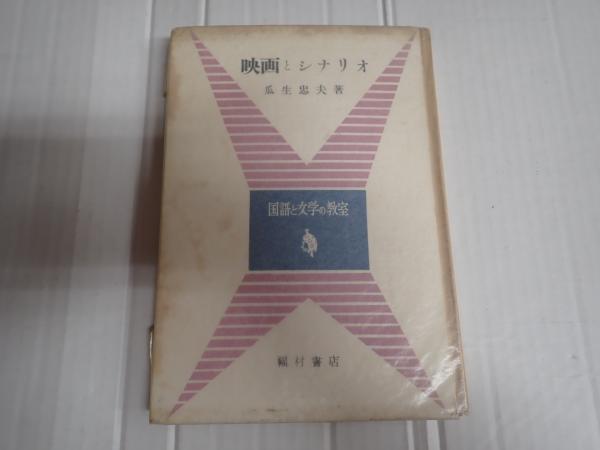 映画とシナリオ
瓜生忠夫著
国語と文学の教室
福村書店